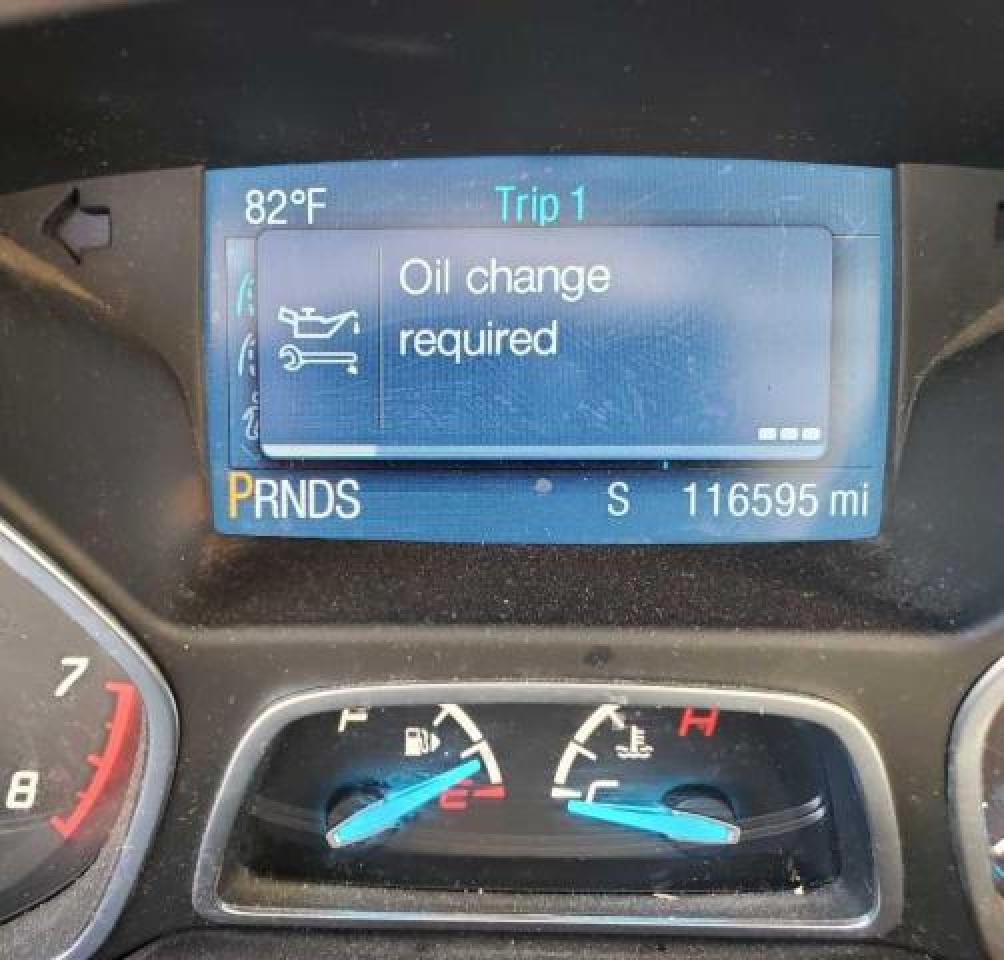 82°F
Trip 1
Oil change
required
PRNDS
S
116595 mi
7
8
F
E
C
H